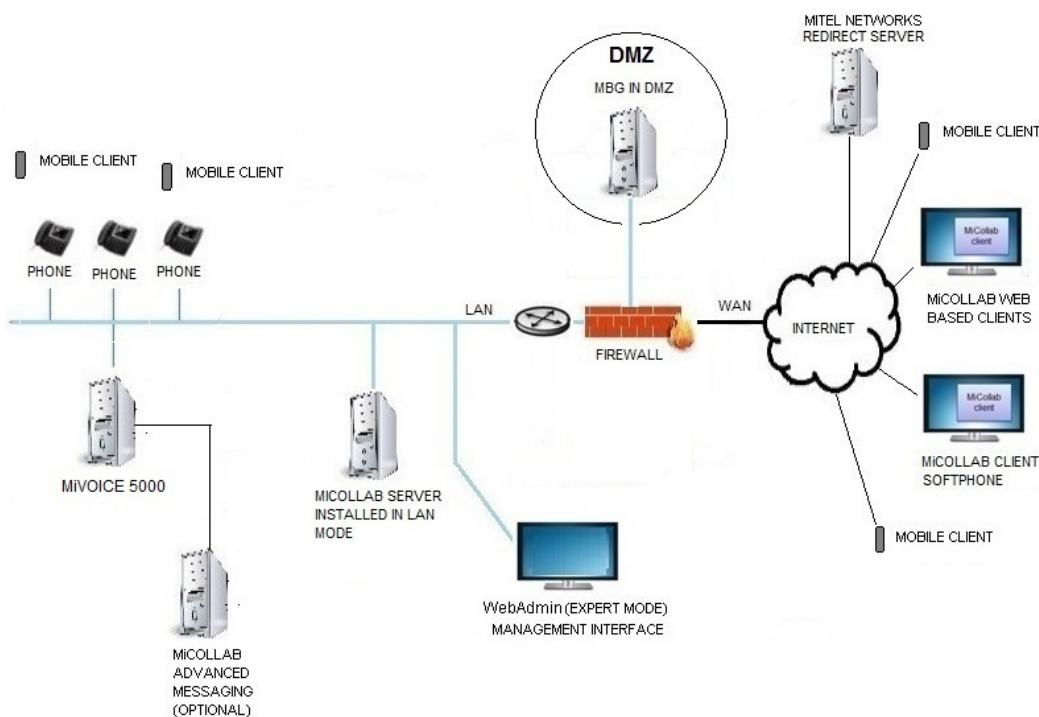 MITEL NETWORKS
REDIRECT SERVER
DMZ
MBG IN DMZ
MOBILE CLIENT
MOBILE CLIENT
MOBILE CLIENT
PHONE
PHONE
PHONE
MiCollab
client
MiCOLLAB WEB
BASED CLIENTS
LAN
WAN
INTERNET
FIREWALL
MiCollab
client
MiCOLLAB CLIENT
SOFTPHONE
MiVOICE 5000
MICOLLAB SERVER
INSTALLED IN LAN
MODE
MOBILE CLIENT
WebAdmin (EXPERT MODE)
MANAGEMENT INTERFACE
MiCOLLAB
ADVANCED
MESSAGING
(OPTIONAL)